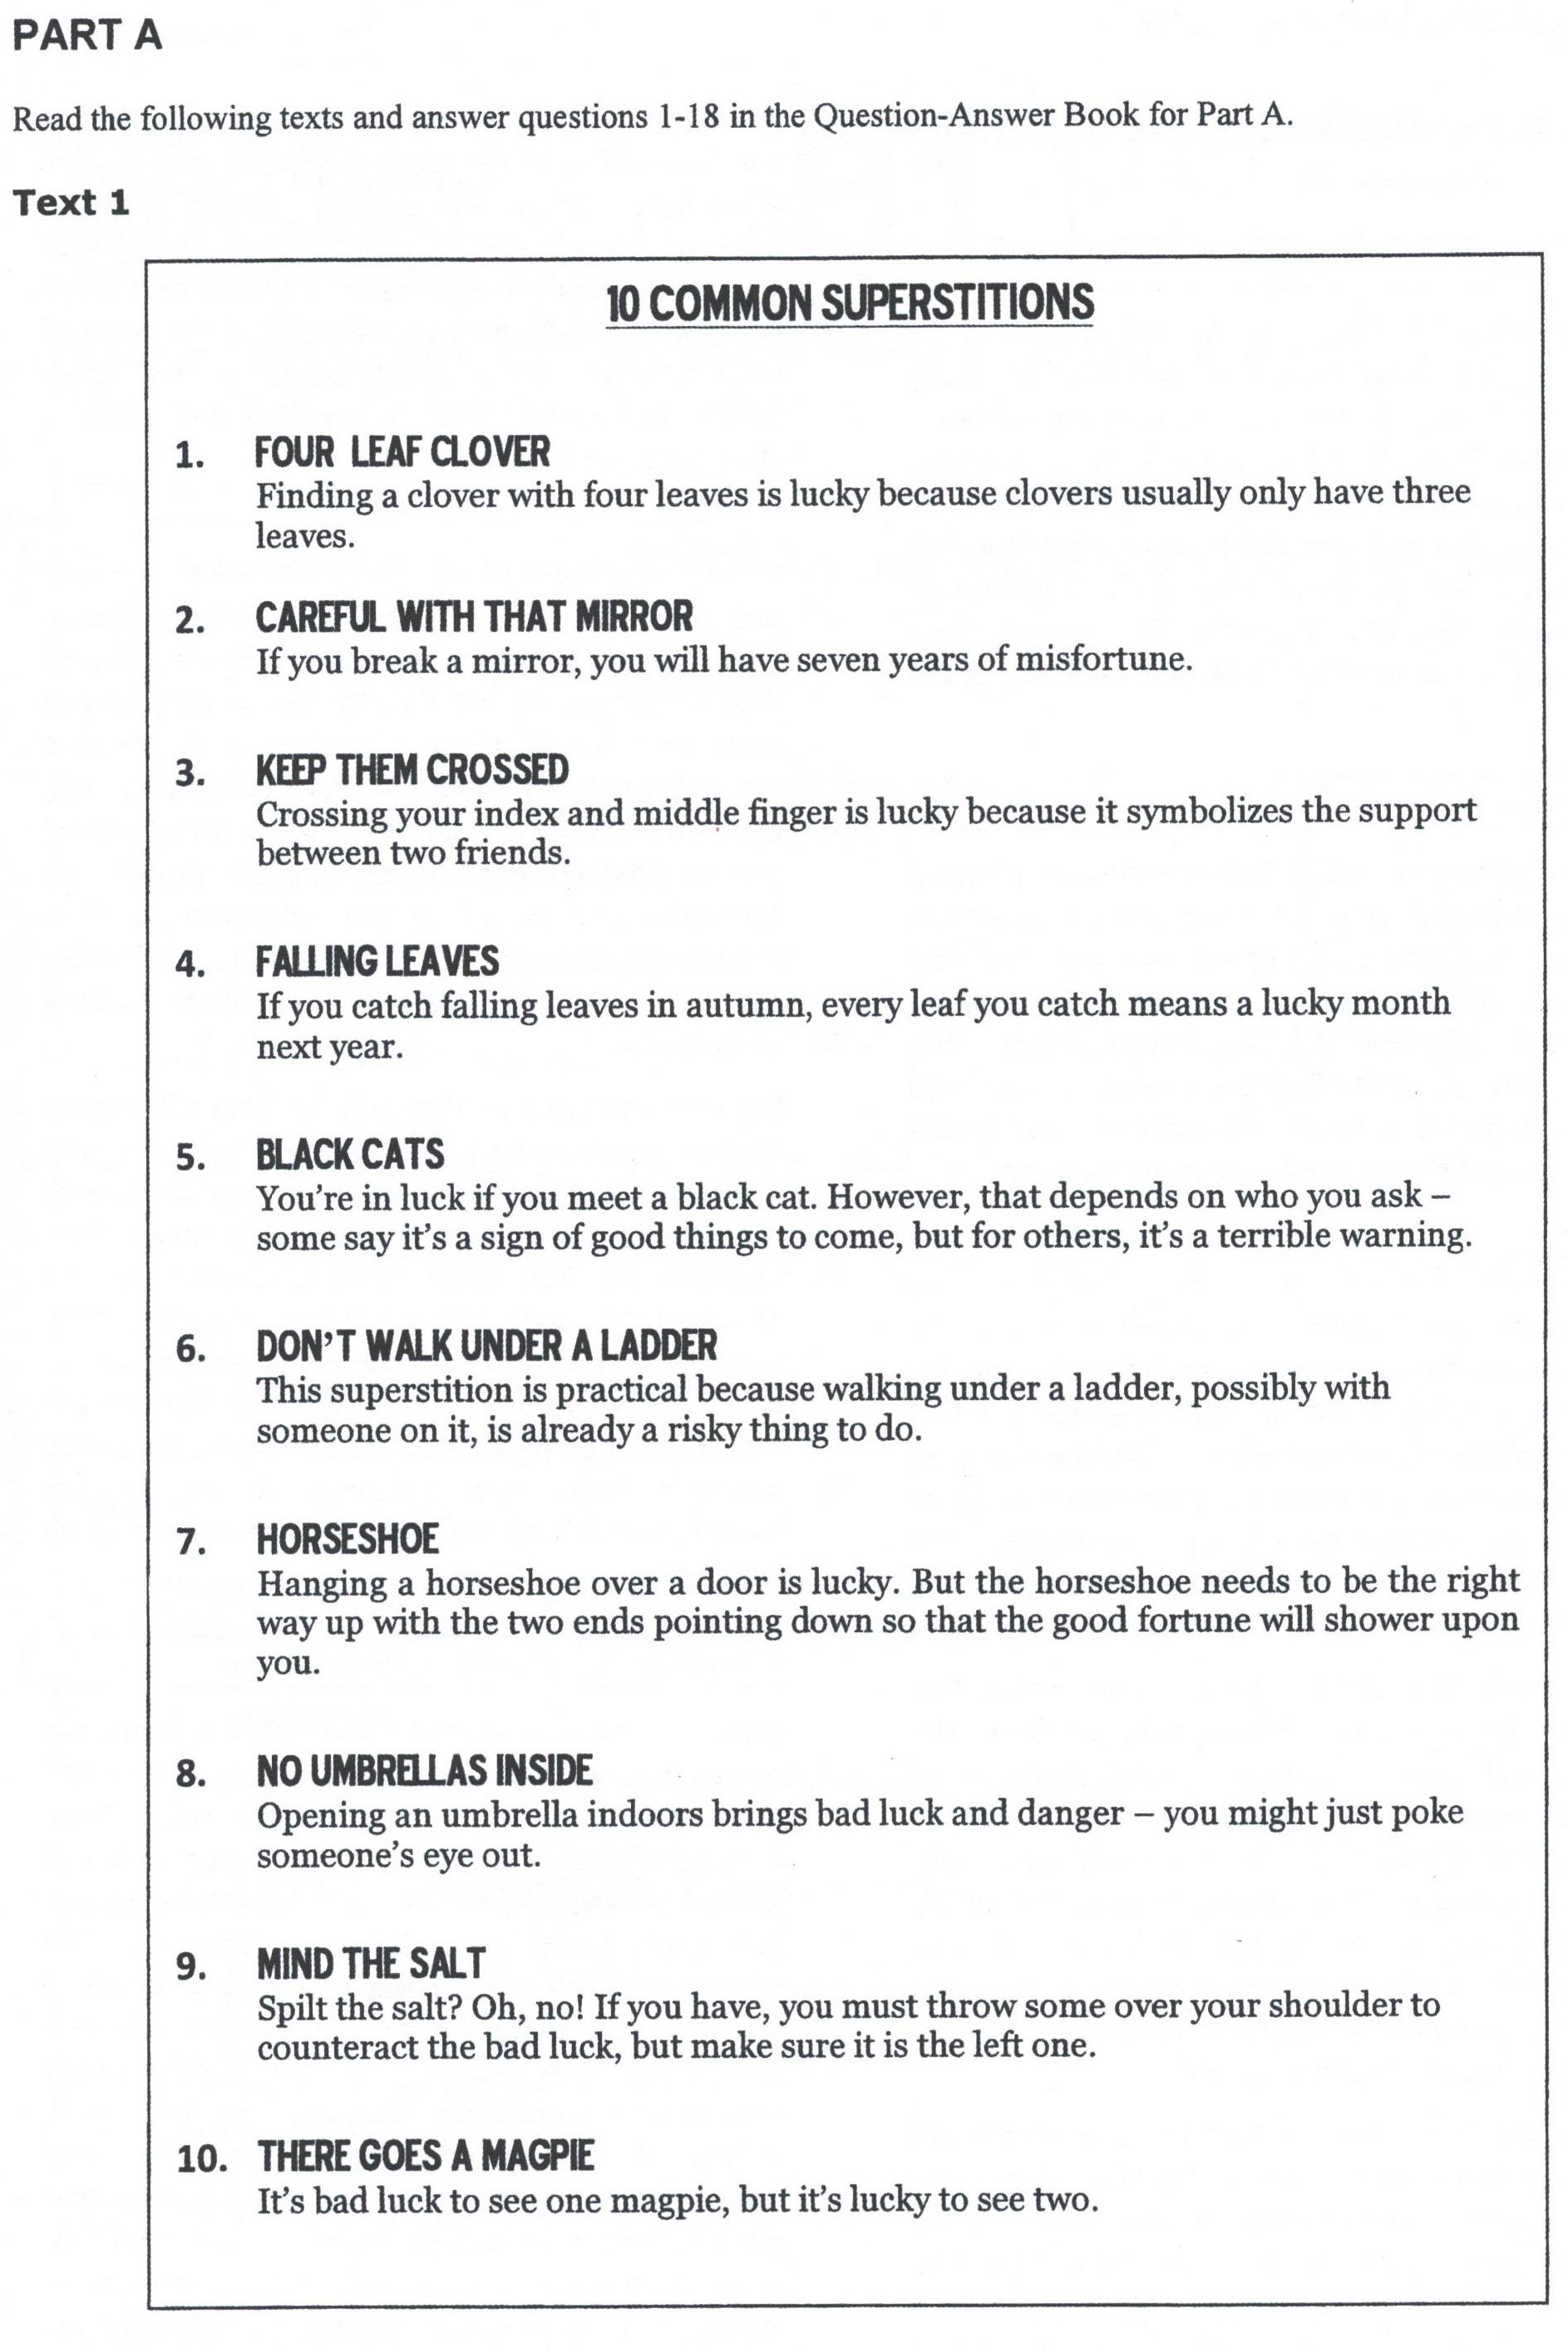 PART A
Read the following texts and answer questions 1-18 in the Question-Answer Book for Part A.
Text 1
10 COMMON SUPERSTITIONS
1. FOUR LEAF CLOVER
Finding a clover with four leaves is lucky because clovers usually only have three
leaves.
2. CAREFUL WITH THAT MIRROR
If you break a mirror, you will have seven years of misfortune.
3. KEEP THEM CROSSED
Crossing your index and middle finger is lucky because it symbolizes the support
between two friends.
4. FALLING LEAVES
If you catch falling leaves in autumn, every leaf you catch means a lucky month
next year.
5. BLACK CATS
You're in luck if you meet a black cat. However, that depends on who you ask –
some say it's a sign of good things to come, but for others, it's a terrible warning.
6. DON'T WALK UNDER A LADDER
This superstition is practical because walking under a ladder, possibly with
someone on it, is already a risky thing to do.
7. HORSESHOE
Hanging a horseshoe over a door is lucky. But the horseshoe needs to be the right
way up with the two ends pointing down so that the good fortune will shower upon
you.
8. NO UMBRELLAS INSIDE
Opening an umbrella indoors brings bad luck and danger – you might just poke
someone's eye out.
9. MIND THE SALT
Spilt the salt? Oh, no! If you have, you must throw some over your shoulder to
counteract the bad luck, but make sure it is the left one.
10. THERE GOES A MAGPIE
It's bad luck to see one magpie, but it's lucky to see two.